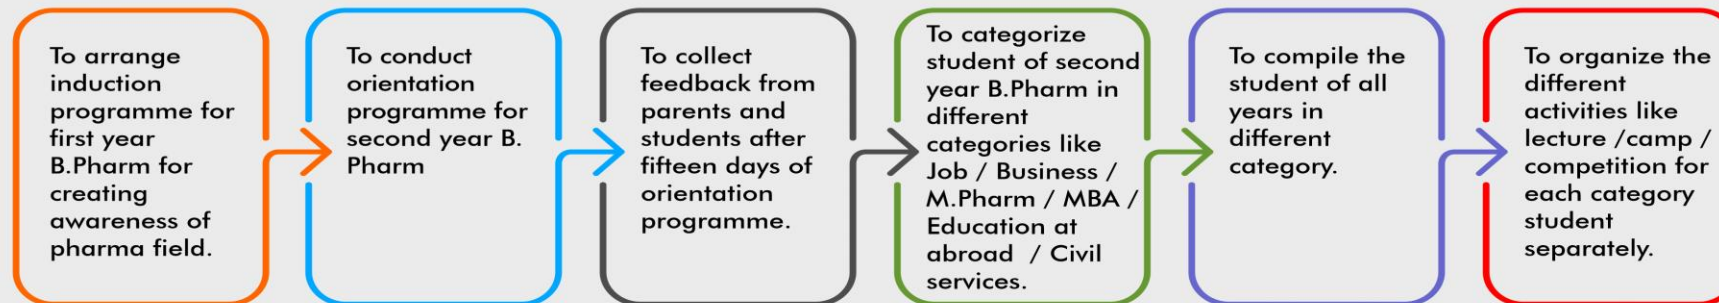 To arrange
induction
programme for
first year
B.Pharm for
creating
awareness of
pharma field.
To conduct
orientation
programme for
second year B.
Pharm
To collect
feedback from
parents and
students after
fifteen days of
orientation
programme.
To categorize
student of second
year B.Pharm in
different
categories like
Job / Business /
M.Pharm / MBA /
Education at
abroad / Civil
services.
To compile the
student of all
years in
different
category.
To organize the
different
activities like
lecture /camp /
competition for
each category
student
separately.